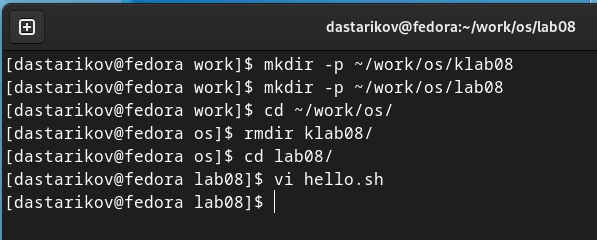 dastarikov@fedora:~/work/os/lab08
[dastarikov@fedora work]$ mkdir -p ~/work/os/klab08
[dastarikov@fedora work]$ mkdir -p ~/work/os/lab08
[dastarikov@fedora work]$ cd ~/work/os/
[dastarikov@fedora os]$ rmdir klab08/
[dastarikov@fedora os]$ cd lab08/
[dastarikov@fedora lab08]$ vi hello.sh
[dastarikov@fedora lab08]$